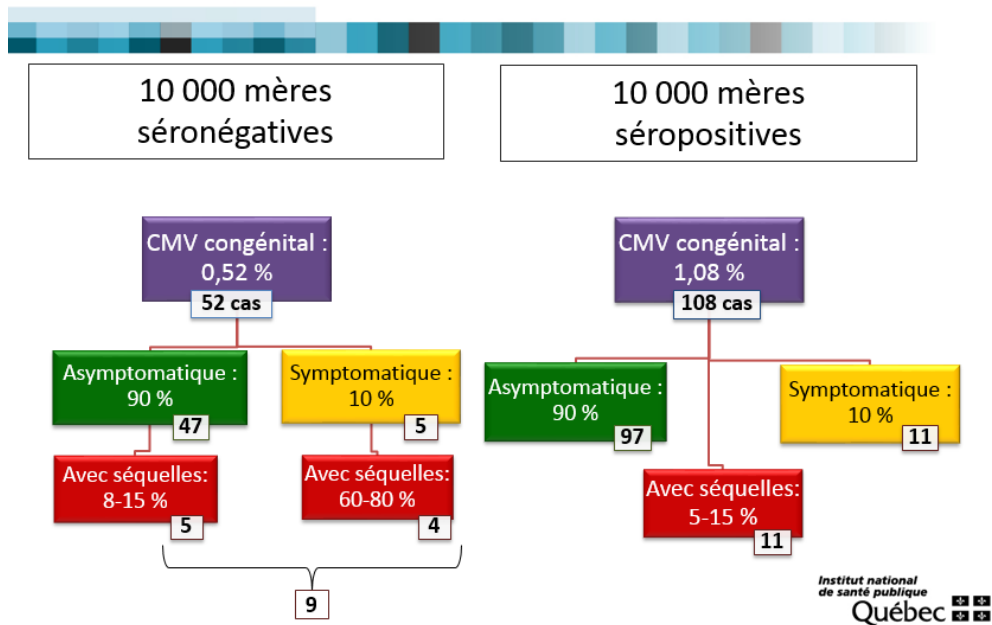 10 000 mères
séronégatives
10 000 mères
séropositives
CMV congénital :
0,52 %
52 cas
Asymptomatique :
90 %
47
Symptomatique :
10 %
5
Avec séquelles:
8-15 %
5
Avec séquelles:
60-80 %
4
9
CMV congénital :
1,08 %
108 cas
Asymptomatique :
90 %
97
Symptomatique :
10 %
11
Avec séquelles:
5-15 %
11
Institut national
de santé publique
Québec